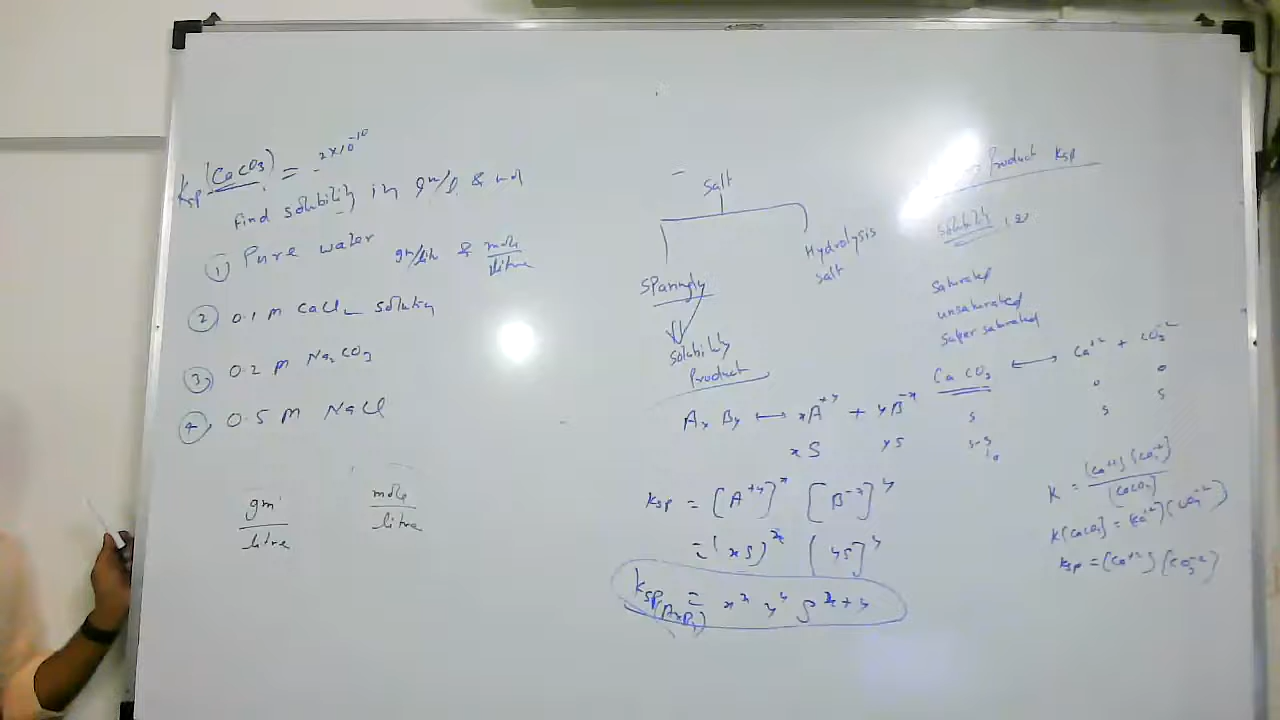 Ksp (CaCO3) = 2×10⁻¹⁰
Find solubility in gm/l &
① Pure water gm/lit & mole/litre
② 0.1 M CaCl2 solution
③ 0.2 M Na2CO3
④ 0.5 M NaCl
gm/litre mole/litre
Salt
Sparingly
Hydrolysis
salt
Solubility
Product
AxBy ⟷ xA⁺ʸ + yB⁻ˣ
xS yS
Ksp = [A⁺ʸ]ˣ [B⁻ˣ]ʸ
= (xS)ˣ [yS]ʸ
Ksp(AxBy) = xˣ yʸ Sˣ⁺ʸ
Product Ksp
Solubility
Saturated
unsaturated
Super saturated
CaCO3 ⟷ Ca⁺² + CO3⁻²
0 0
S S S
K = [Ca⁺²][CO3⁻²]/[CaCO3]
K[CaCO3] = [Ca⁺²][CO3⁻²]
Ksp = [Ca⁺²][CO3⁻²]